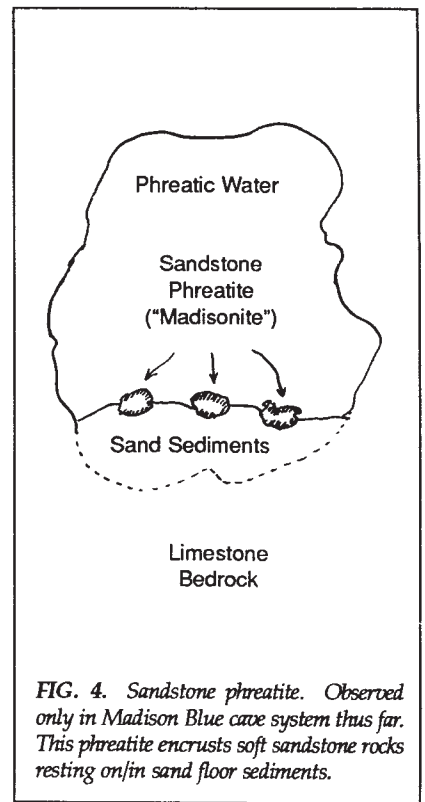 Phreatic Water
Sandstone
Phreatite
("Madisonite")
Sand Sediments
Limestone
Bedrock
FIG. 4. Sandstone phreatite. Observed
only in Madison Blue cave system thus far.
This phreatite encrusts soft sandstone rocks
resting on/in sand floor sediments.